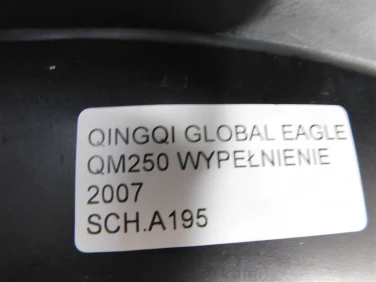 QINGQI GLOBAL EAGLE
QM250 WYPEŁNIENIE
2007
SCH.A195